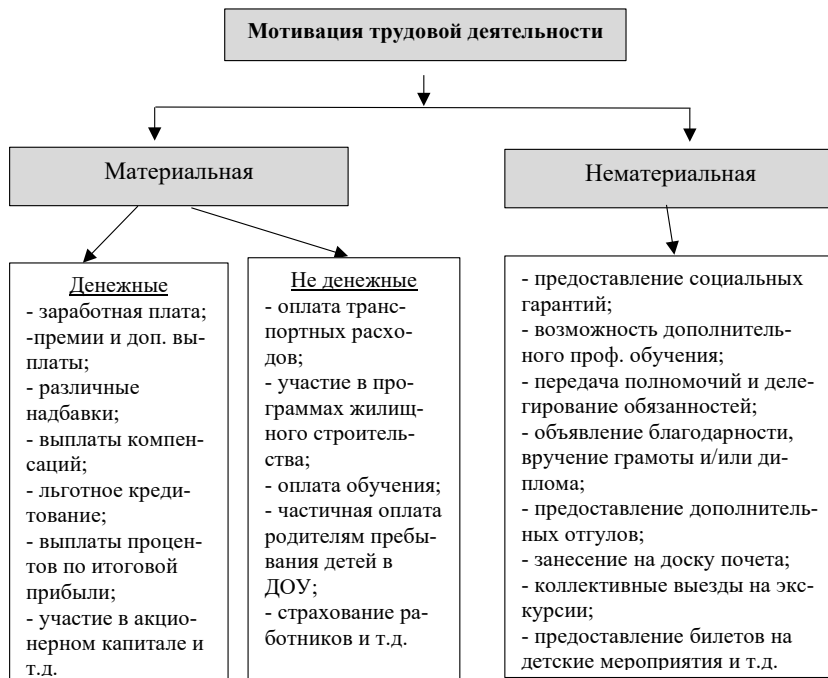 Мотивация трудовой деятельности
Материальная
Нематериальная
Денежные
- заработная плата;
-премии и доп. вы-
платы;
- различные
надбавки;
- выплаты компен-
саций;
- льготное креди-
тование;
- выплаты процен-
тов по итоговой
прибыли;
- участие в акцио-
нерном капитале и
т.д.
Не денежные
- оплата транс-
портных расхо-
дов;
- участие в про-
граммах жилищ-
ного строитель-
ства;
- оплата обучения;
- частичная оплата
родителям пребы-
вания детей в
ДОУ;
- страхование ра-
ботников и т.д.
- предоставление социальных
гарантий;
- возможность дополнитель-
ного проф. обучения;
- передача полномочий и деле-
гирование обязанностей;
- объявление благодарности,
вручение грамоты и/или ди-
плома;
- предоставление дополнитель-
ных отгулов;
- занесение на доску почета;
- коллективные выезды на экс-
курсии;
- предоставление билетов на
детские мероприятия и т.д.